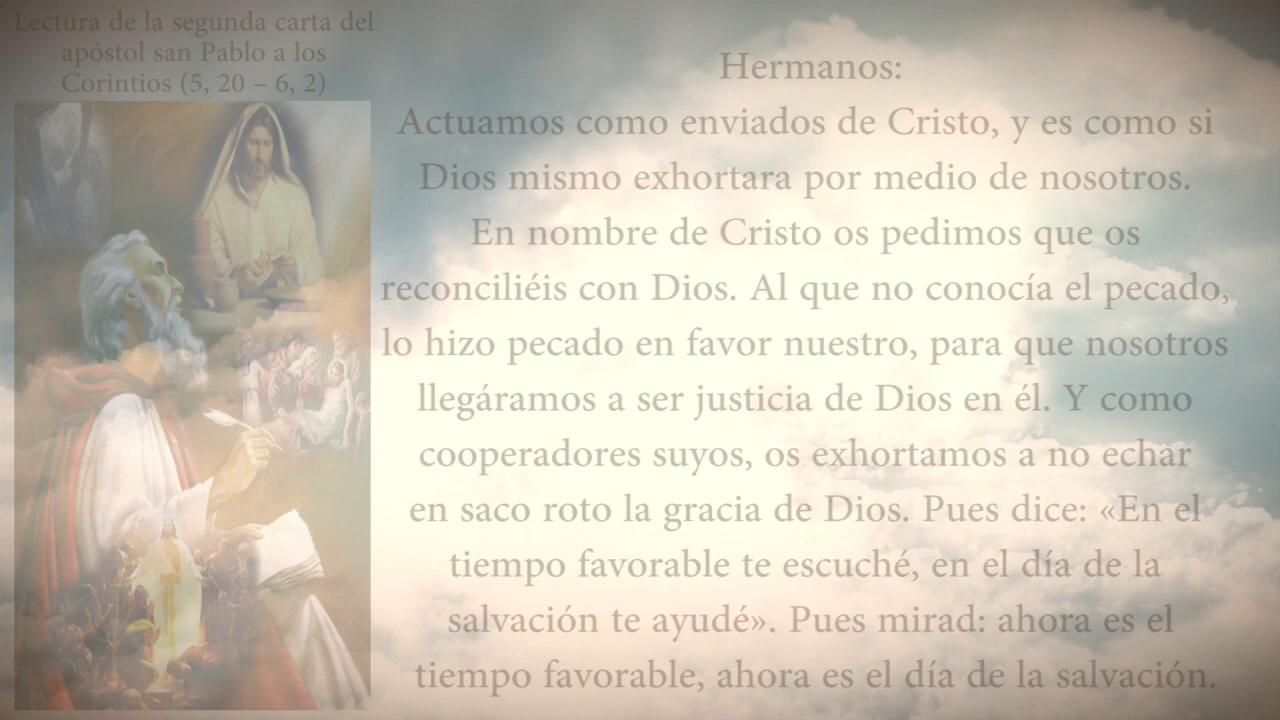 Lectura de la segunda carta del
apóstol san Pablo a los
Corintios (5, 20 – 6, 2)
Hermanos:
Actuamos como enviados de Cristo, y es como si
Dios mismo exhortara por medio de nosotros.
En nombre de Cristo os pedimos que os
reconciliéis con Dios. Al que no conocía el pecado,
lo hizo pecado en favor nuestro, para que nosotros
llegáramos a ser justicia de Dios en él. Y como
cooperadores suyos, os exhortamos a no echar
en saco roto la gracia de Dios. Pues dice: «En el
tiempo favorable te escuché, en el día de la
salvación te ayudé». Pues mirad: ahora es el
tiempo favorable, ahora es el día de la salvación.